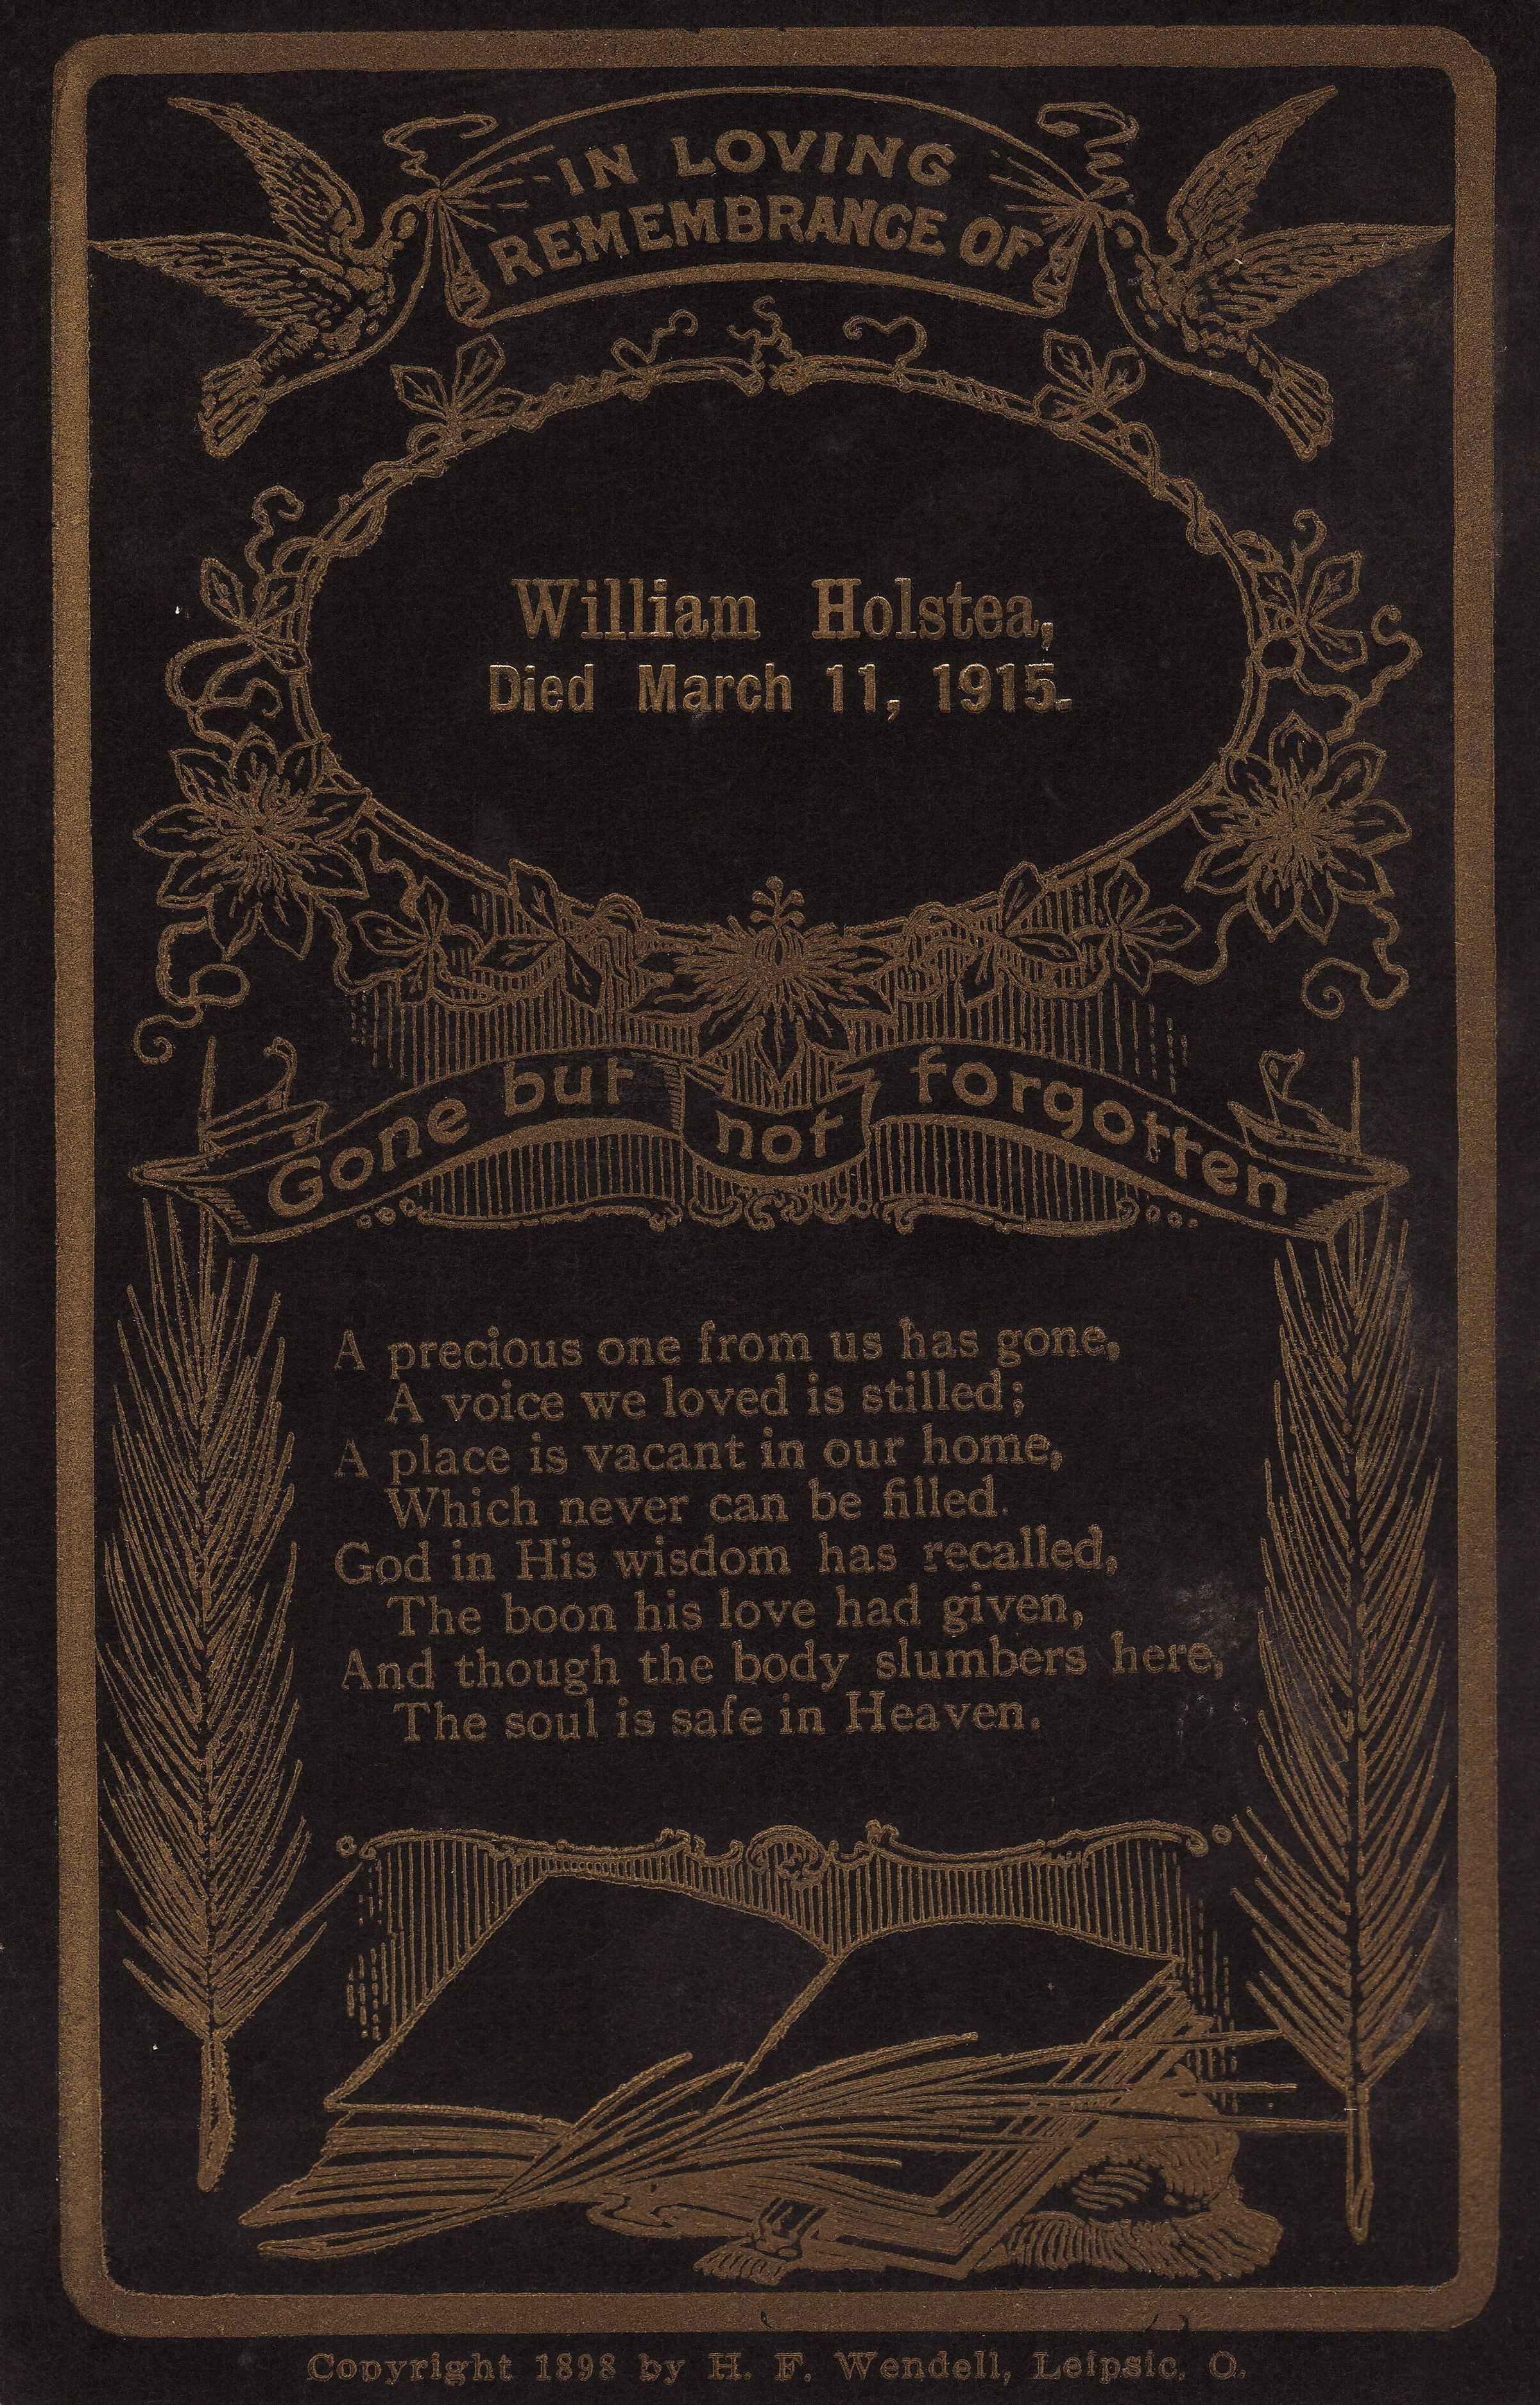 IN LOVING
REMEMBRANCE OF
William Holstea,
Died March 11, 1915.
Gone but not forgotten
A precious one from us has gone,
A voice we loved is stilled;
A place is vacant in our home,
Which never can be filled.
God in His wisdom has recalled,
The boon his love had given,
And though the body slumbers here,
The soul is safe in Heaven.
Copyright 1898 by H. F. Wendell, Leipsic, O.